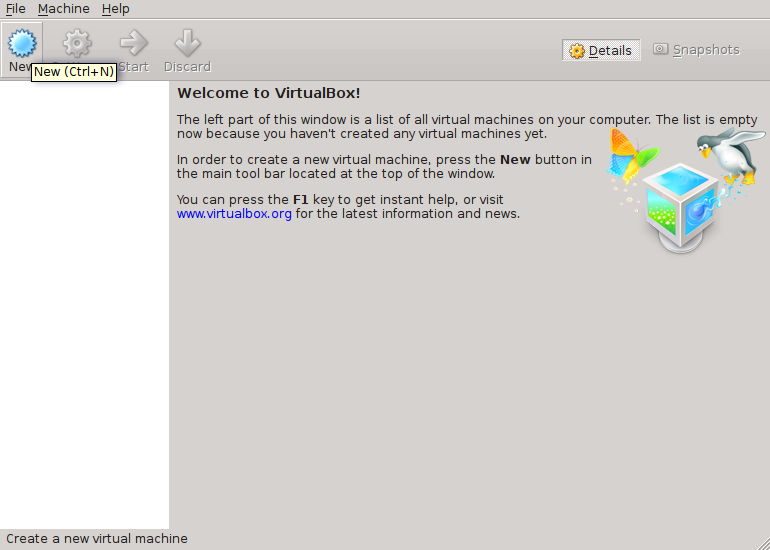 File Machine Help
New Start Discard
Details Snapshots
New (Ctrl+N)
Welcome to VirtualBox!
The left part of this window is a list of all virtual machines on your computer. The list is empty
now because you haven't created any virtual machines yet.
In order to create a new virtual machine, press the New button in
the main tool bar located at the top of the window.
You can press the F1 key to get instant help, or visit
www.virtualbox.org for the latest information and news.
Create a new virtual machine